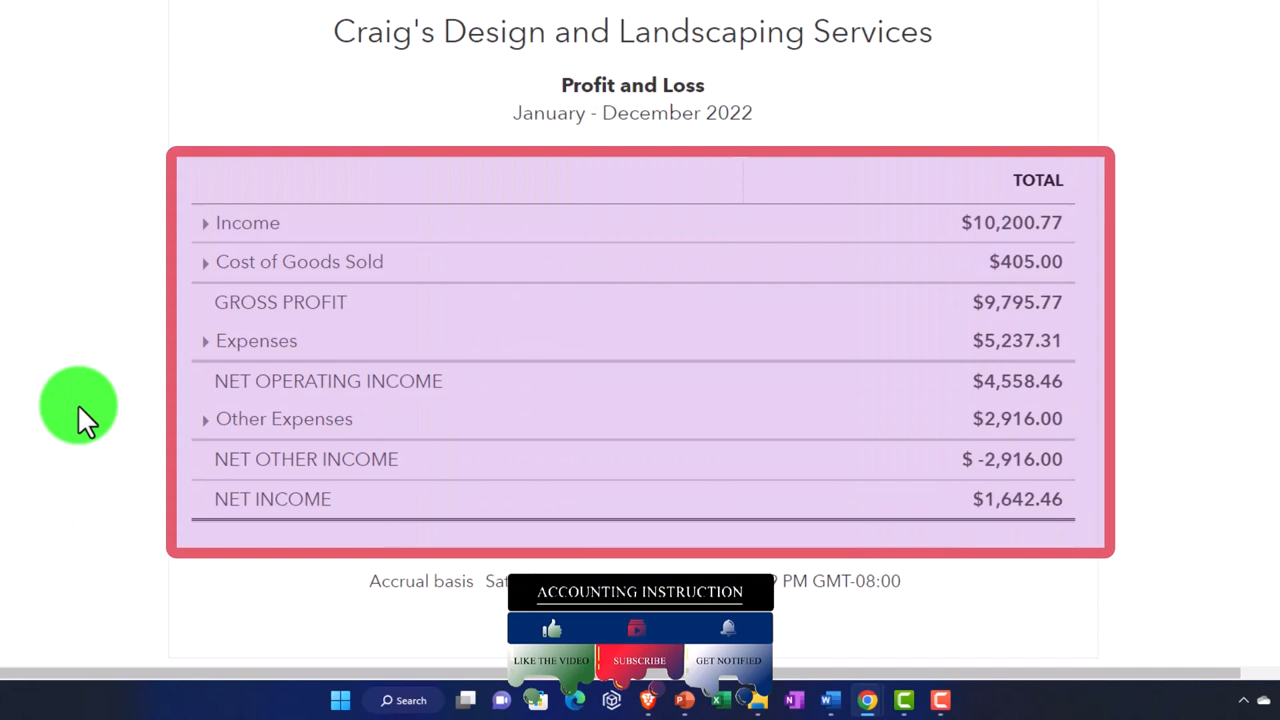 Craig's Design and Landscaping Services
Profit and Loss
January - December 2022
TOTAL
Income $10,200.77
Cost of Goods Sold $405.00
GROSS PROFIT $9,795.77
Expenses $5,237.31
NET OPERATING INCOME $4,558.46
Other Expenses $2,916.00
NET OTHER INCOME $ -2,916.00
NET INCOME $1,642.46
Accrual basis PM GMT-08:00
ACCOUNTING INSTRUCTION
LIKE THE VIDEO SUBSCRIBE GET NOTIFIED
Search